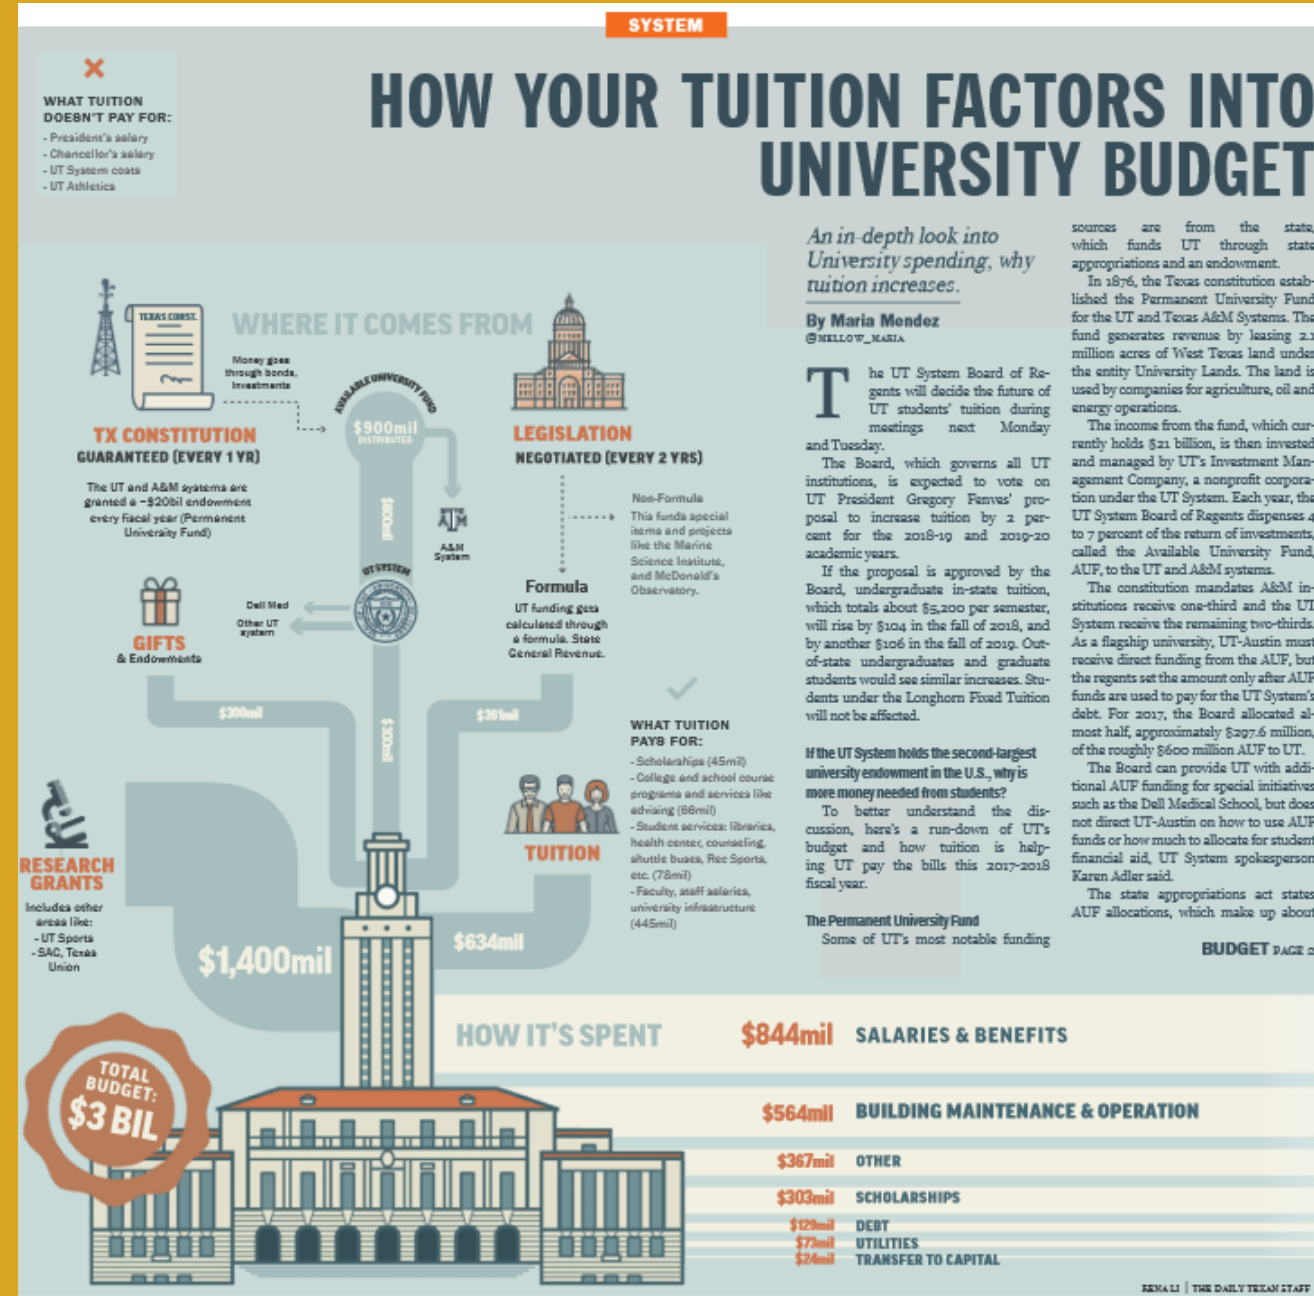 SYSTEM
HOW YOUR TUITION FACTORS INTO
UNIVERSITY BUDGET
WHAT TUITION
DOESN'T PAY FOR:
- President's salary
- Chancellor's salary
- UT System costs
- UT Athletics
WHERE IT COMES FROM
TEXAS CONST.
Money goes
through bonds,
Investments
TX CONSTITUTION
GUARANTEED (EVERY 1 YR)
The UT and A&M systems are
granted a ~$20bil endowment
every fiscal year (Permanent
University Fund)
AVAILABLE UNIVERSITY FUND
$900mil
DISTRIBUTED
$600mil
A&M
System
UT SYSTEM
Dell Med
Other UT
system
$300mil
LEGISLATION
NEGOTIATED (EVERY 2 YRS)
Non-Formula
This funds special
items and projects
like the Marine
Science Institute,
and McDonald's
Observatory.
Formula
UT funding gets
calculated through
a formula. State
General Revenue.
GIFTS
& Endowments
$300mil
$361mil
WHAT TUITION
PAYS FOR:
- Scholarships (45mil)
- College and school course
programs and services like
advising (66mil)
- Student services: libraries,
health center, counseling,
shuttle buses, Rec Sports,
etc. (78mil)
- Faculty, staff salaries,
university infrastructure
(445mil)
TUITION
$634mil
RESEARCH
GRANTS
Includes other
areas like:
- UT Sports
- SAC, Texas
Union
$1,400mil
TOTAL
BUDGET:
$3 BIL
An in-depth look into
University spending, why
tuition increases.
By Maria Mendez
@MELLOW_MARIA
The UT System Board of Re-
gents will decide the future of
UT students' tuition during
meetings next Monday
and Tuesday.
The Board, which governs all UT
institutions, is expected to vote on
UT President Gregory Fenves' pro-
posal to increase tuition by 2 per-
cent for the 2018-19 and 2019-20
academic years.
If the proposal is approved by the
Board, undergraduate in-state tuition,
which totals about $5,200 per semester,
will rise by $104 in the fall of 2018, and
by another $106 in the fall of 2019. Out-
of-state undergraduates and graduate
students would see similar increases. Stu-
dents under the Longhorn Fixed Tuition
will not be affected.
If the UT System holds the second-largest
university endowment in the U.S., why is
more money needed from students?
To better understand the dis-
cussion, here's a run-down of UT's
budget and how tuition is help-
ing UT pay the bills this 2017-2018
fiscal year.
The Permanent University Fund
Some of UT's most notable funding
sources are from the state,
which funds UT through state
appropriations and an endowment.
In 1876, the Texas constitution estab-
lished the Permanent University Fund
for the UT and Texas A&M Systems. The
fund generates revenue by leasing 2.1
million acres of West Texas land under
the entity University Lands. The land is
used by companies for agriculture, oil and
energy operations.
The income from the fund, which cur-
rently holds $21 billion, is then invested
and managed by UT's Investment Man-
agement Company, a nonprofit corpora-
tion under the UT System. Each year, the
UT System Board of Regents dispenses 4
to 7 percent of the return of investments,
called the Available University Fund,
AUF, to the UT and A&M systems.
The constitution mandates A&M in-
stitutions receive one-third and the UT
System receive the remaining two-thirds.
As a flagship university, UT-Austin must
receive direct funding from the AUF, but
the regents set the amount only after AUF
funds are used to pay for the UT System's
debt. For 2017, the Board allocated al-
most half, approximately $297.6 million,
of the roughly $600 million AUF to UT.
The Board can provide UT with addi-
tional AUF funding for special initiatives
such as the Dell Medical School, but does
not direct UT-Austin on how to use AUF
funds or how much to allocate for student
financial aid, UT System spokesperson
Karen Adler said.
The state appropriations act states
AUF allocations, which make up about
BUDGET PAGE 2
HOW IT'S SPENT
$844mil SALARIES & BENEFITS
$564mil BUILDING MAINTENANCE & OPERATION
$367mil OTHER
$303mil SCHOLARSHIPS
$129mil DEBT
$73mil UTILITIES
$24mil TRANSFER TO CAPITAL
RENA LI | THE DAILY TEXAN STAFF